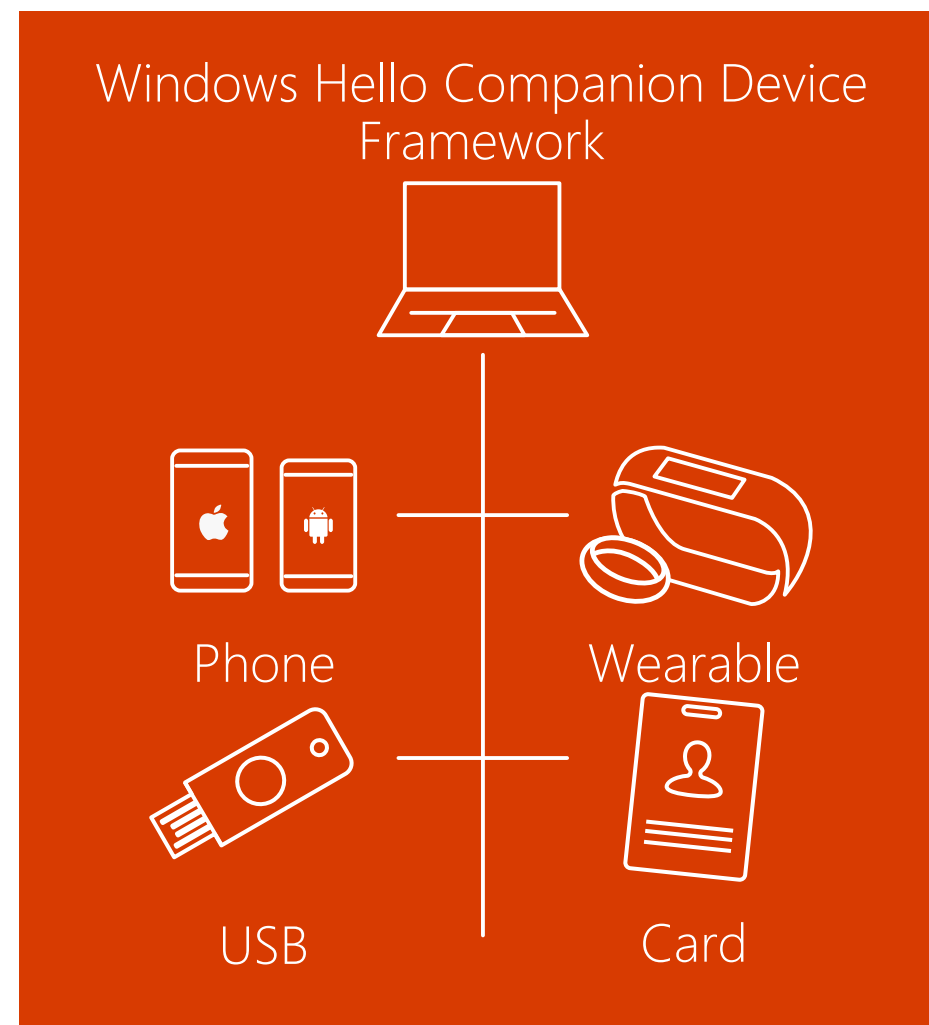 Windows Hello Companion Device
Framework
Phone
Wearable
USB
Card